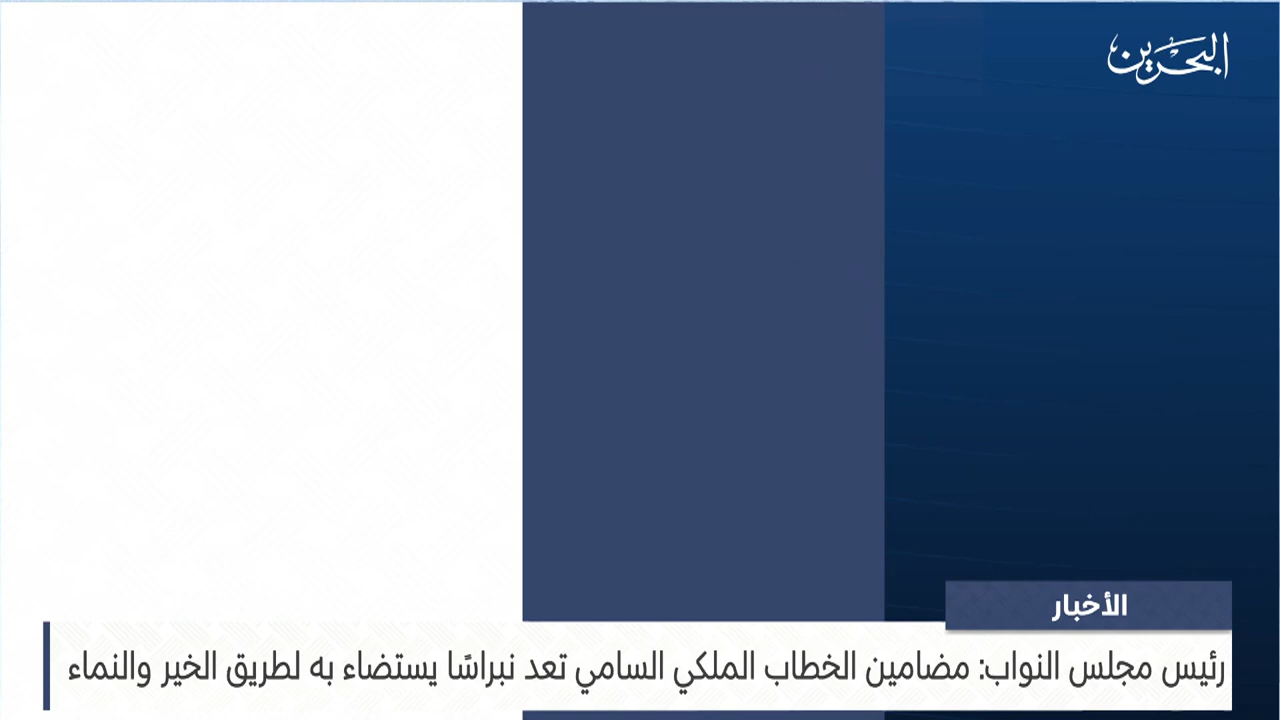 البحرين
الأخبار
رئيس مجلس النواب: مضامين الخطاب الملكي السامي تعد نبراسًا يستضاء به لطريق الخير والنماء